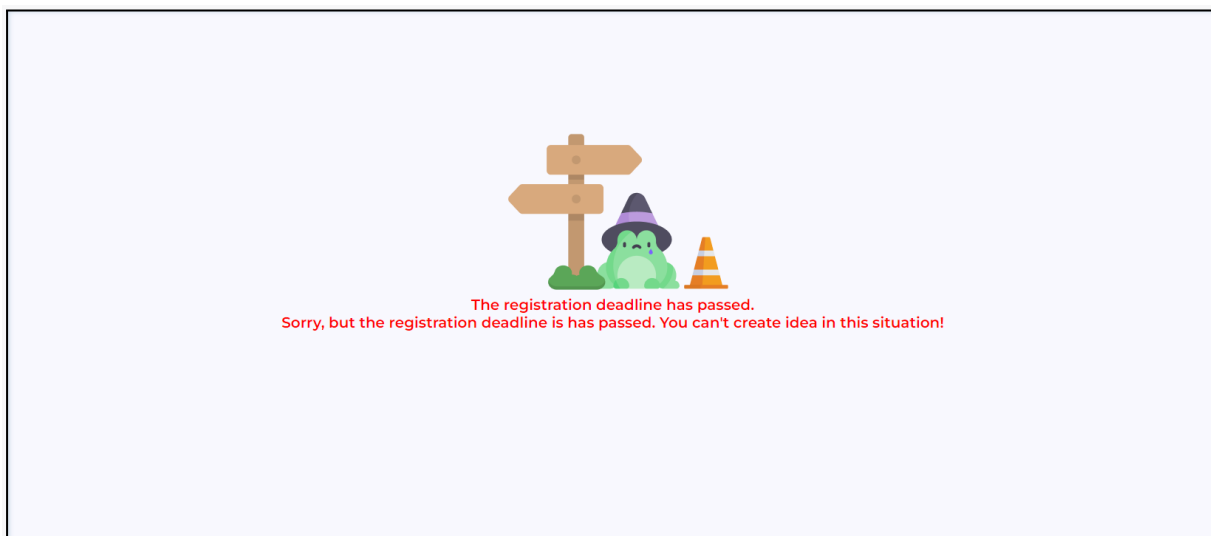 The registration deadline has passed.
Sorry, but the registration deadline is has passed. You can't create idea in this situation!